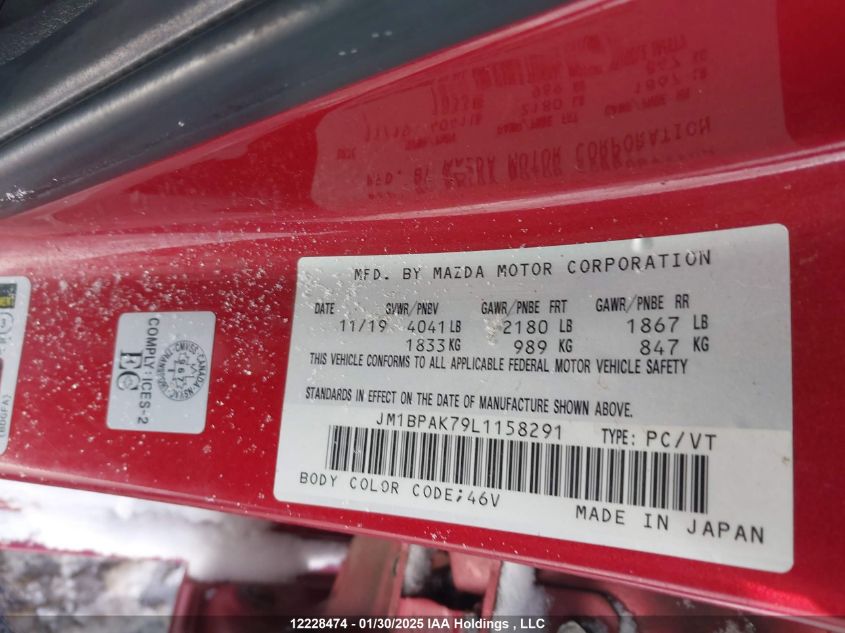 MFD. BY MAZDA MOTOR CORPORATION
DATE GVWR/PNBV GAWR/PNBE FRT GAWR/PNBE RR
11/19 4041 LB 2180 LB 1867 LB
1833 KG 989 KG 847 KG
THIS VEHICLE CONFORMS TO ALL APPLICABLE FEDERAL MOTOR VEHICLE SAFETY
STANDARDS IN EFFECT ON THE DATE OF MANUFACTURE SHOWN ABOVE.
JM1BPAK79L1158291 TYPE: PC/VT
BODY COLOR CODE;46V
MADE IN JAPAN
COMPLY:ICES-2
EC
(BDGFA)
12228474 - 01/30/2025 IAA Holdings , LLC